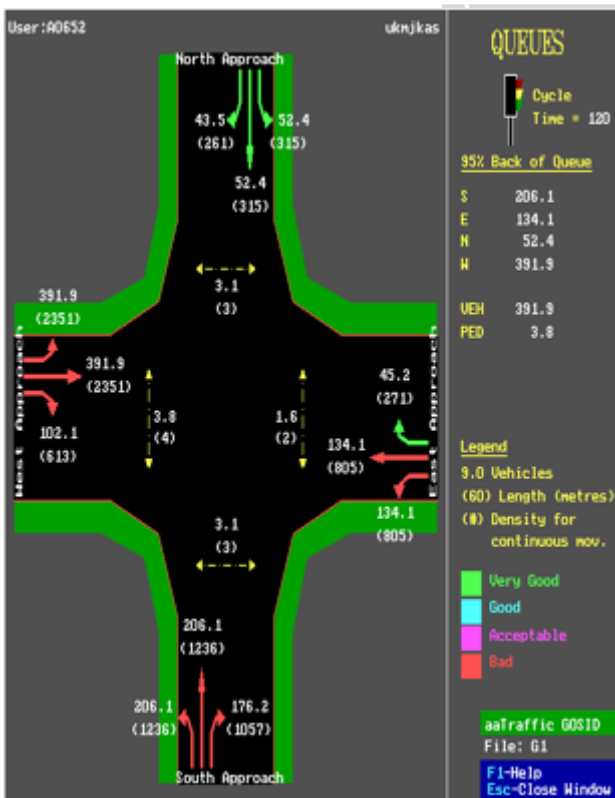 User:A0652
ukmjkas
North Approach
43.5
(261)
52.4
(315)
52.4
(315)
3.1
(3)
391.9
(2351)
391.9
(2351)
102.1
(613)
West Approach
3.8
(4)
1.6
(2)
45.2
(271)
134.1
(805)
134.1
(805)
East Approach
3.1
(3)
206.1
(1236)
206.1
(1236)
176.2
(1057)
South Approach
QUEUES
Cycle
Time = 120
95% Back of Queue
S 206.1
E 134.1
N 52.4
W 391.9
VEH 391.9
PED 3.8
Legend
9.0 Vehicles
(60) Length (metres)
(#) Density for
continuous mov.
Very Good
Good
Acceptable
Bad
aaTraffic GOSID
File: G1
F1-Help
Esc-Close Window